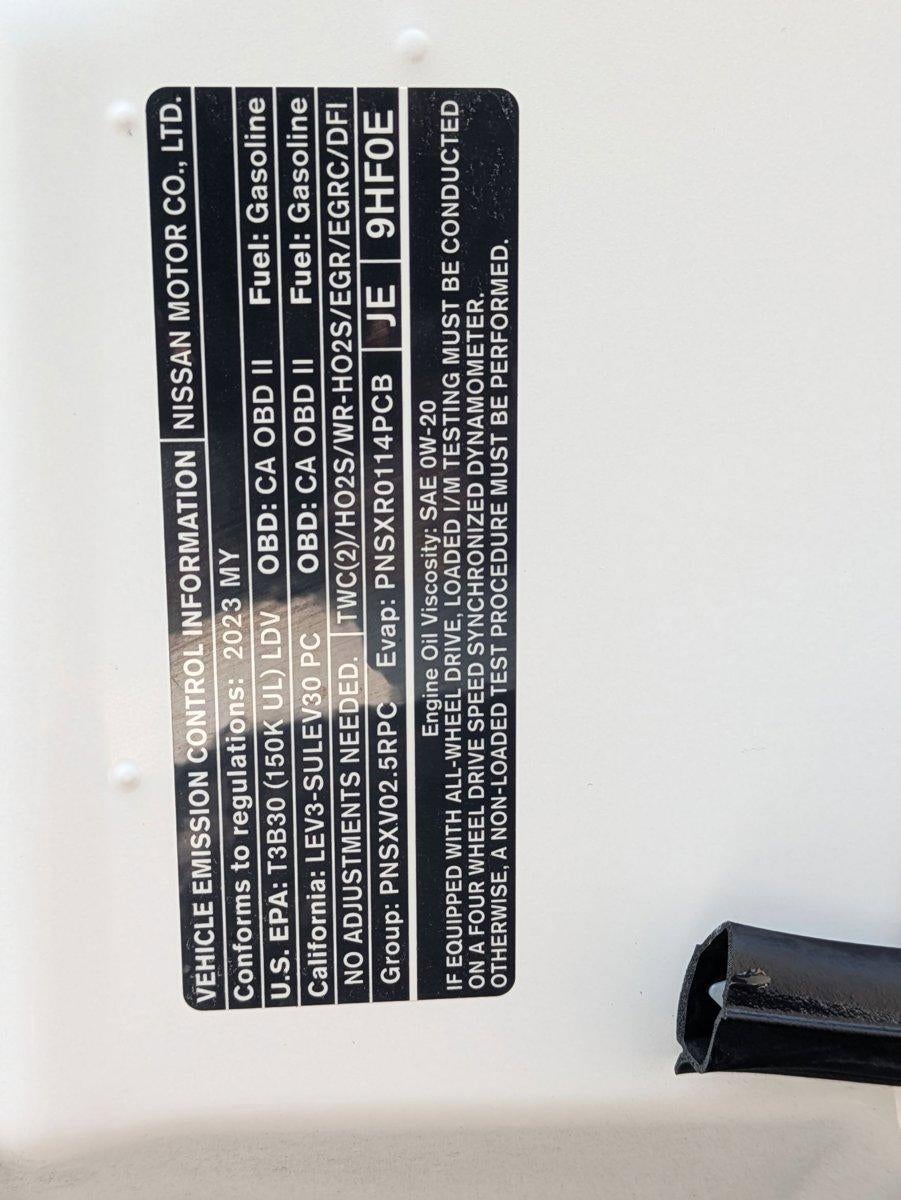 VEHICLE EMISSION CONTROL INFORMATION NISSAN MOTOR CO., LTD.
Conforms to regulations: 2023 MY
U.S. EPA: T3B30 (150K UL) LDV OBD: CA OBD II Fuel: Gasoline
California: LEV3-SULEV30 PC OBD: CA OBD II Fuel: Gasoline
NO ADJUSTMENTS NEEDED. TWC(2)/HO2S/WR-HO2S/EGR/EGRC/DFI
Group: PNSXV02.5RPC Evap: PNSXR0114PCB JE 9HF0E
Engine Oil Viscosity: SAE 0W-20
IF EQUIPPED WITH ALL-WHEEL DRIVE, LOADED I/M TESTING MUST BE CONDUCTED
ON A FOUR WHEEL DRIVE SPEED SYNCHRONIZED DYNAMOMETER.
OTHERWISE, A NON-LOADED TEST PROCEDURE MUST BE PERFORMED.